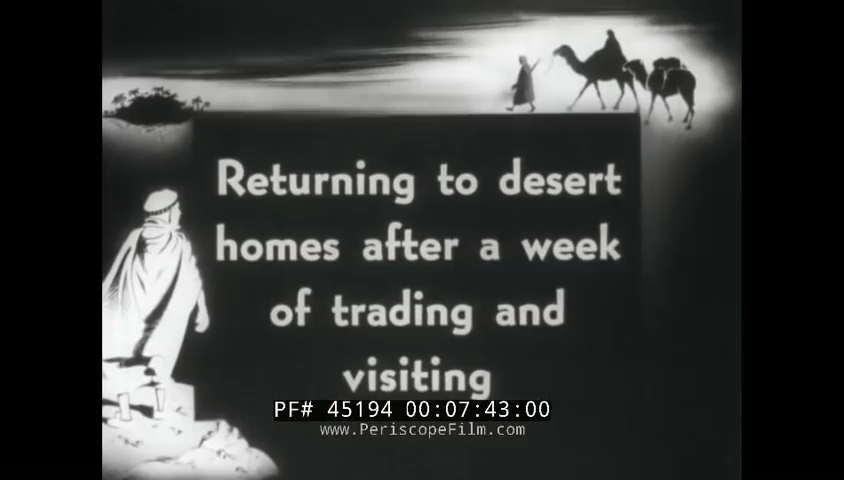 Returning to desert
homes after a week
of trading and
visiting
PF# 45194 00:07:43:00
www.PeriscopeFilm.com